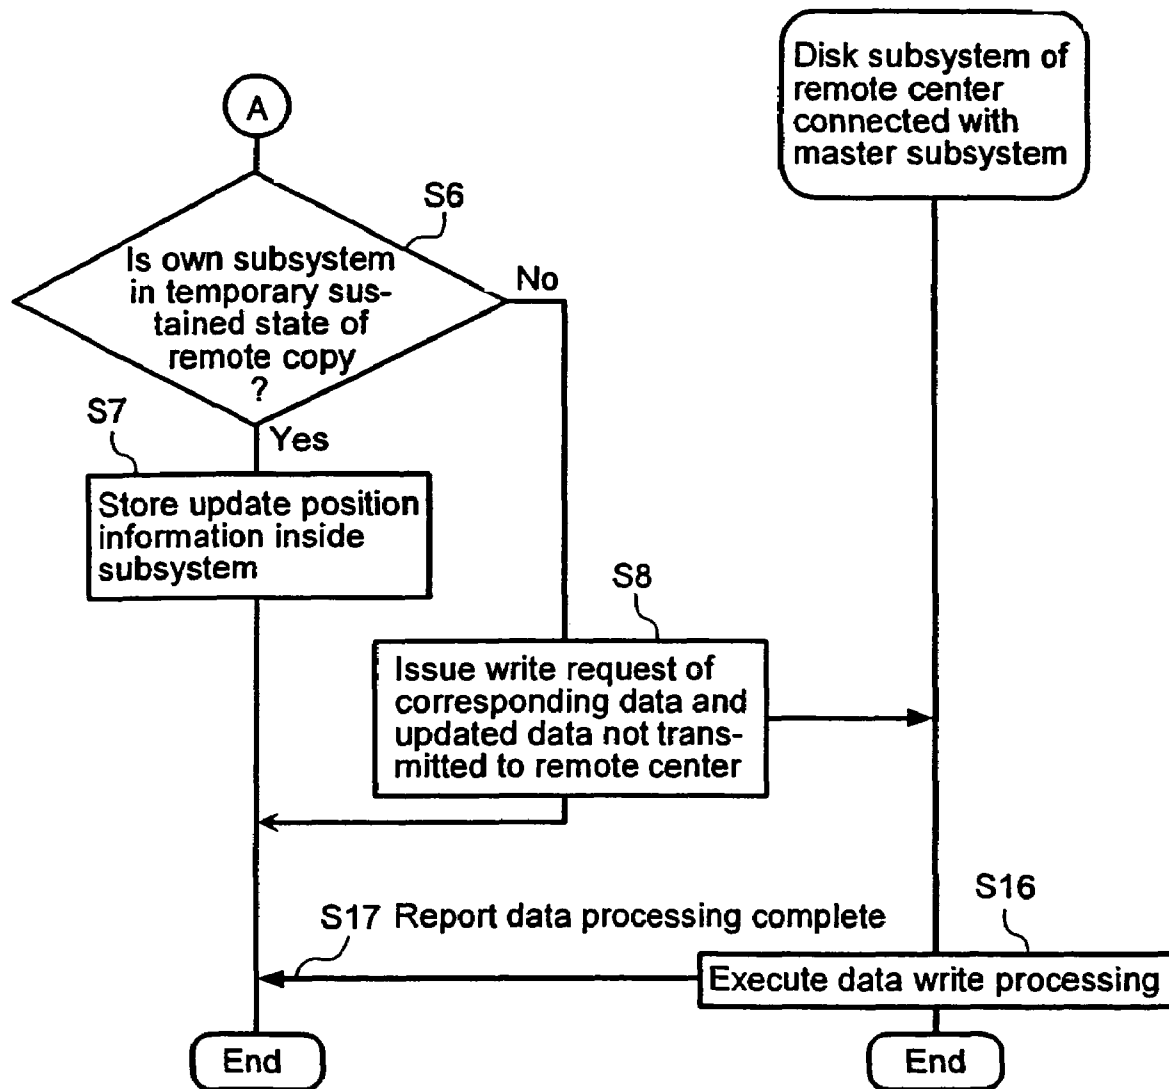 Disk subsystem of
remote center
connected with
master subsystem
A
S6
Is own subsystem
in temporary sus-
tained state of
remote copy
?
No
S7
Yes
Store update position
information inside
subsystem
S8
Issue write request of
corresponding data and
updated data not trans-
mitted to remote center
S16
S17 Report data processing complete
Execute data write processing
End
End